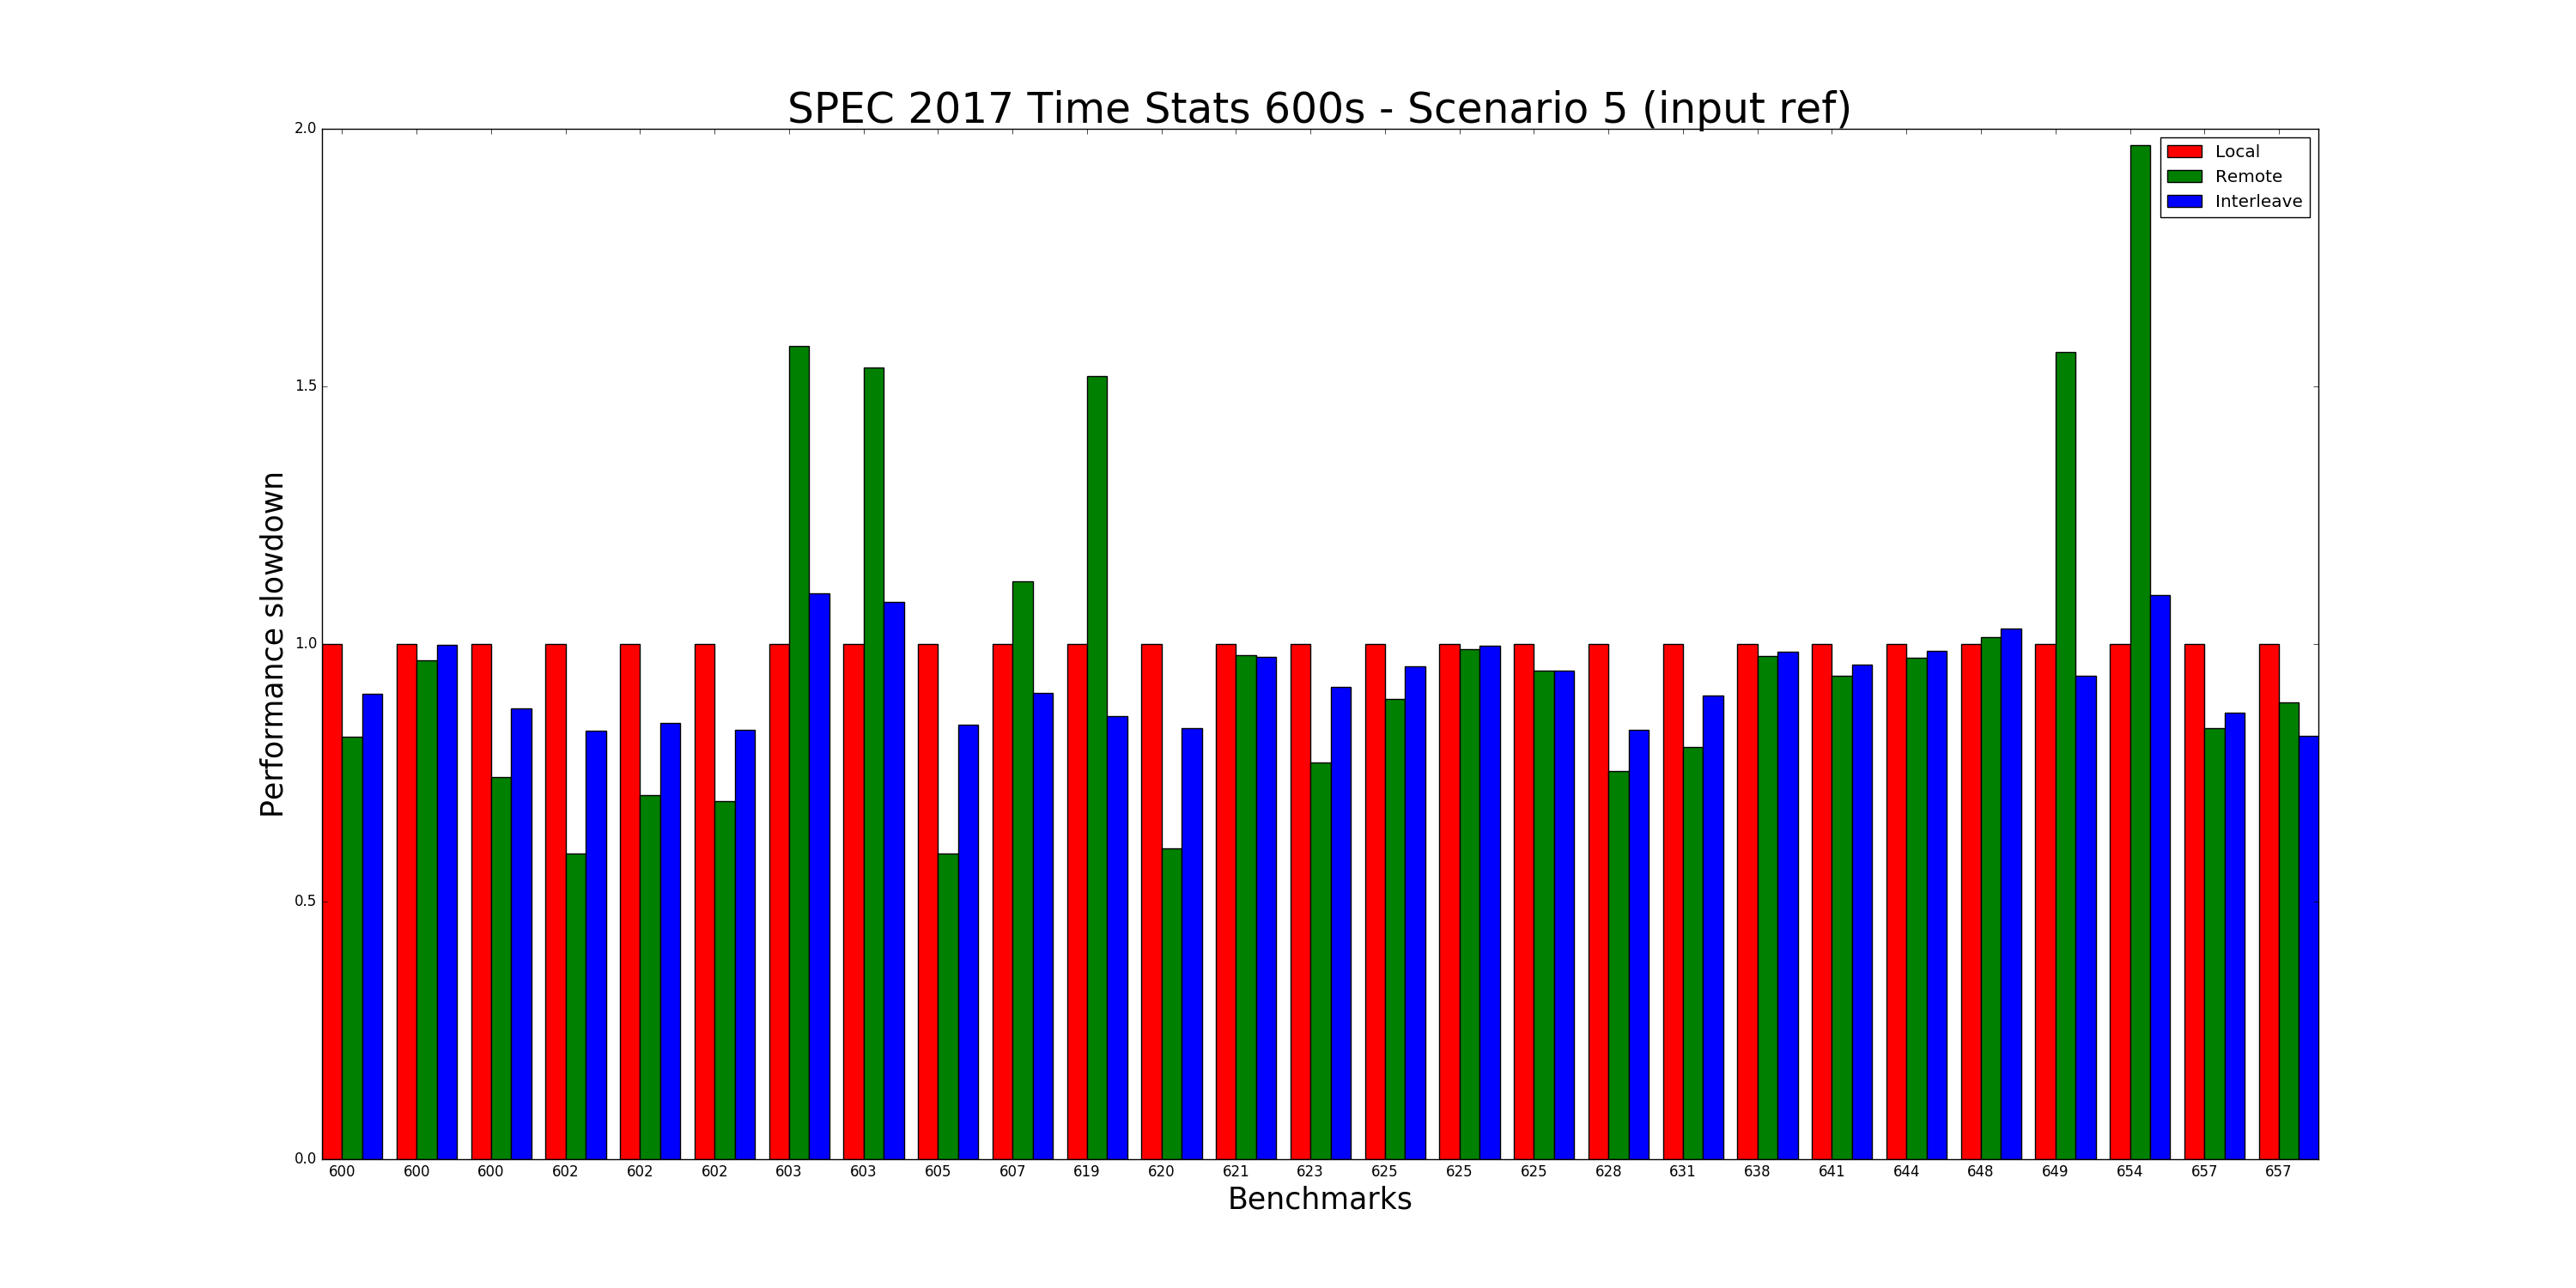 SPEC 2017 Time Stats 600s - Scenario 5 (input ref)
2.0
Local
Remote
Interleave
1.5
1.0
0.5
0.0
Performance slowdown
600 600 600 602 602 602 603 603 605 607 619 620 621 623 625 625 625 628 631 638 641 644 648 649 654 657 657
Benchmarks